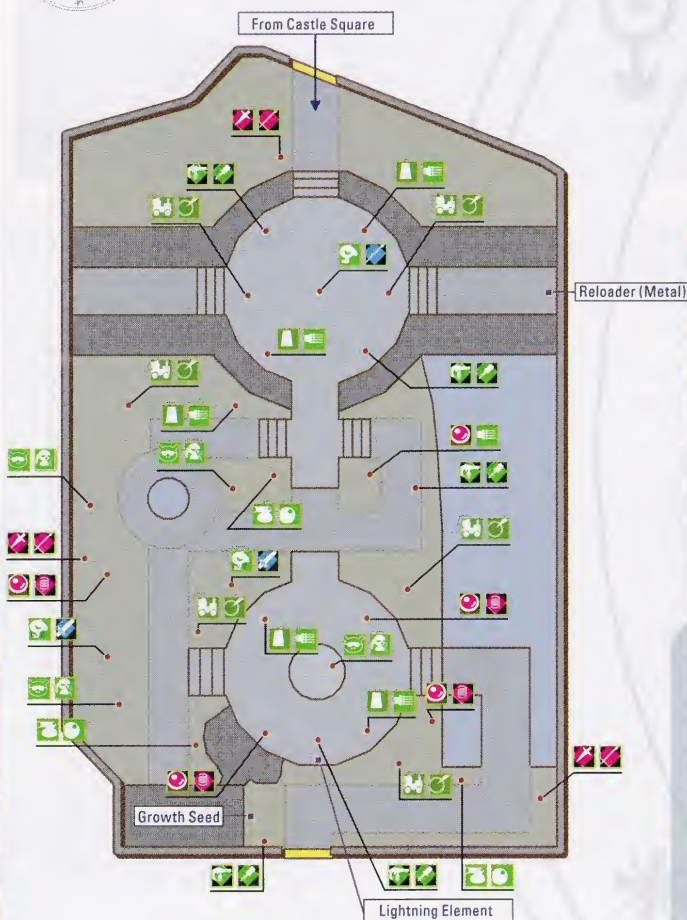 From Castle Square
Reloader (Metal)
Growth Seed
Lightning Element